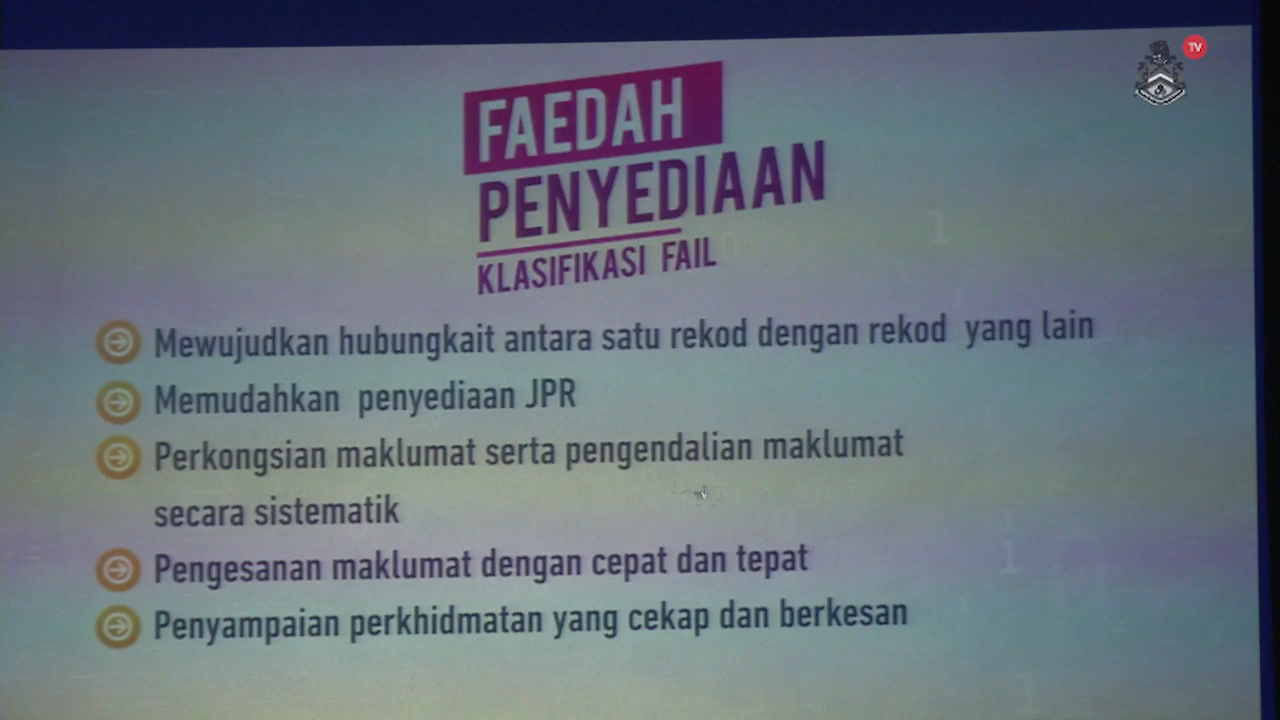 TV
FAEDAH
PENYEDIAAN
KLASIFIKASI FAIL
Mewujudkan hubungkait antara satu rekod dengan rekod yang lain
Memudahkan penyediaan JPR
Perkongsian maklumat serta pengendalian maklumat
secara sistematik
Pengesanan maklumat dengan cepat dan tepat
Penyampaian perkhidmatan yang cekap dan berkesan